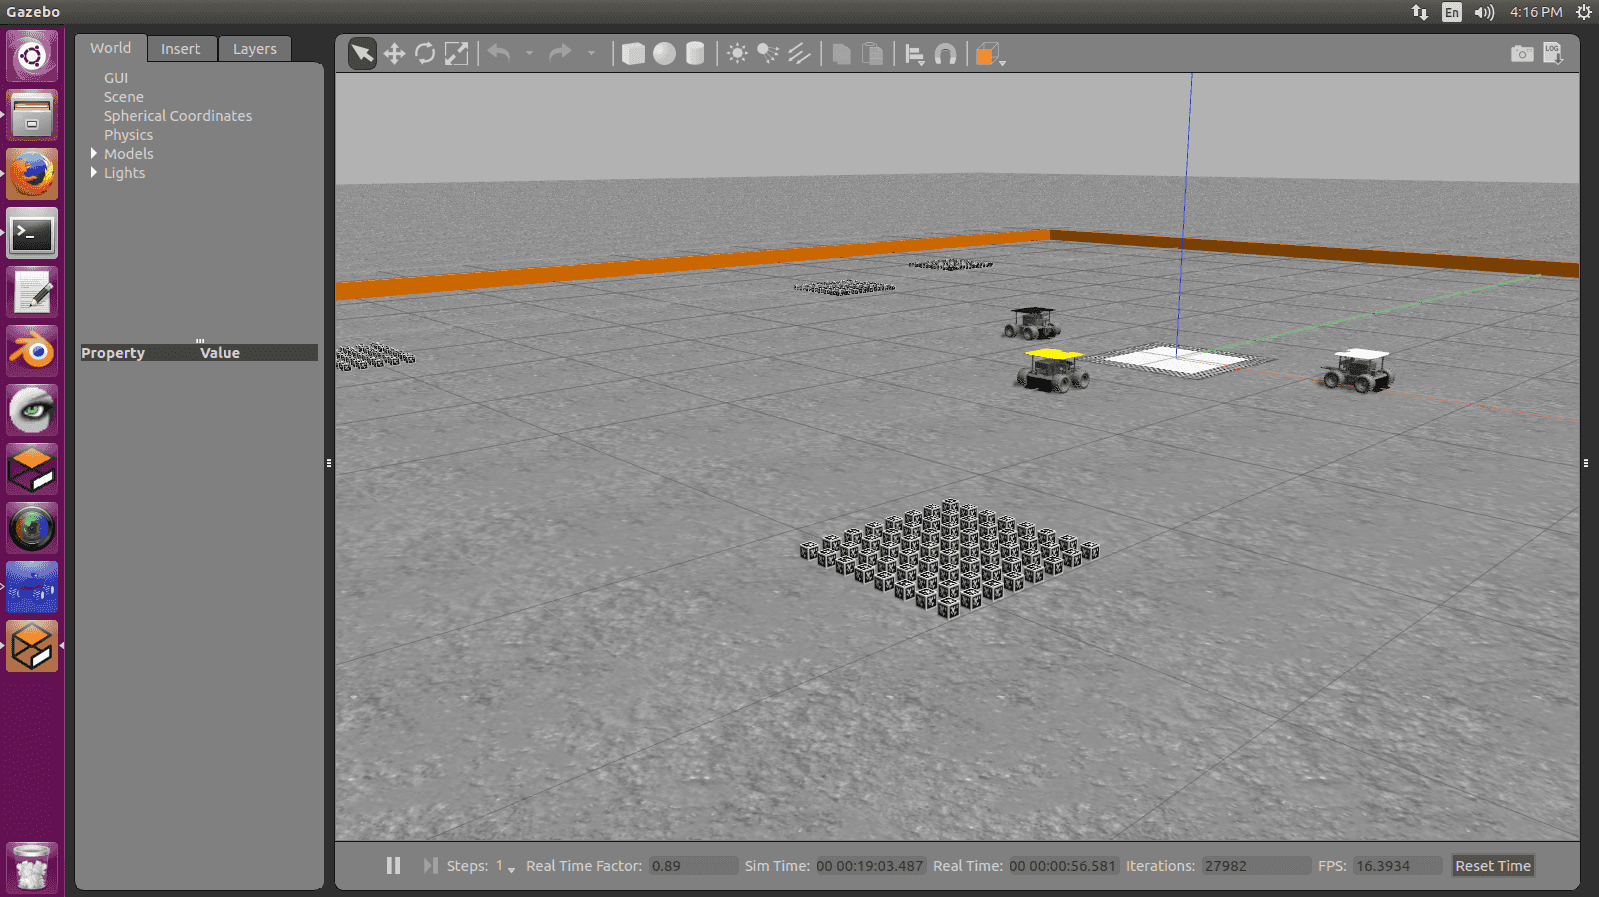 Gazebo
En
4:16 PM
World Insert Layers
LOG
GUI
Scene
Spherical Coordinates
Physics
Models
Lights
Property Value
Steps: 1 Real Time Factor: 0.89 Sim Time: 00 00:19:03.487 Real Time: 00 00:00:56.581 Iterations: 27982 FPS: 16.3934 Reset Time